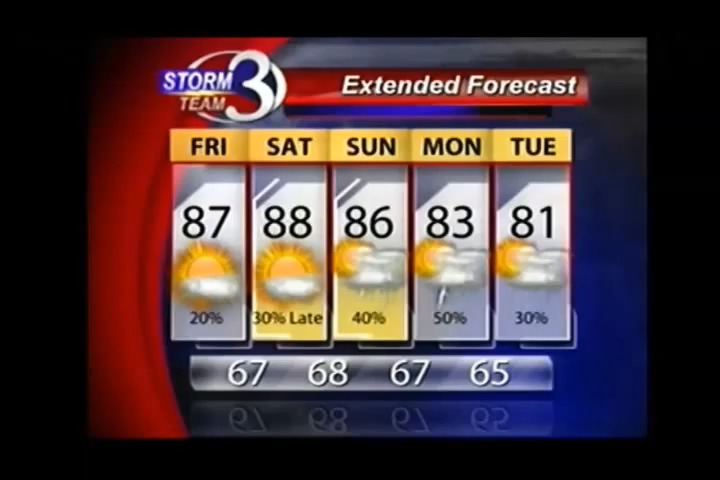 STORM
TEAM
3
Extended Forecast
FRI SAT SUN MON TUE
87 88 86 83 81
20% 30% Late 40% 50% 30%
67 68 67 65